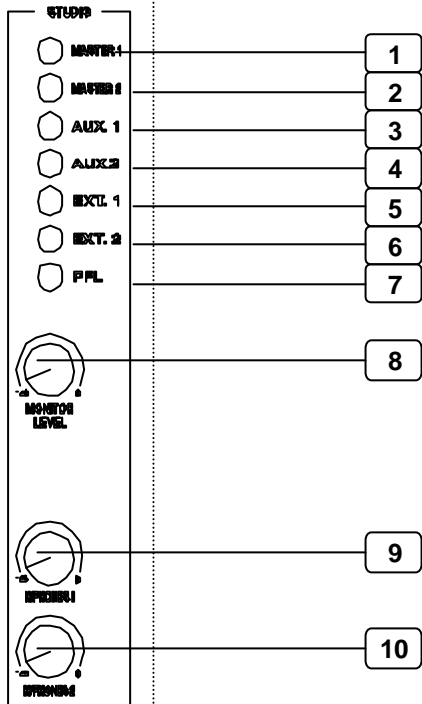 STUDIO
MASTER 1 1
MASTER 2 2
AUX. 1 3
AUX.2 4
EXT. 1 5
EXT. 2 6
PFL 7
8
MONITOR
LEVEL
9
10